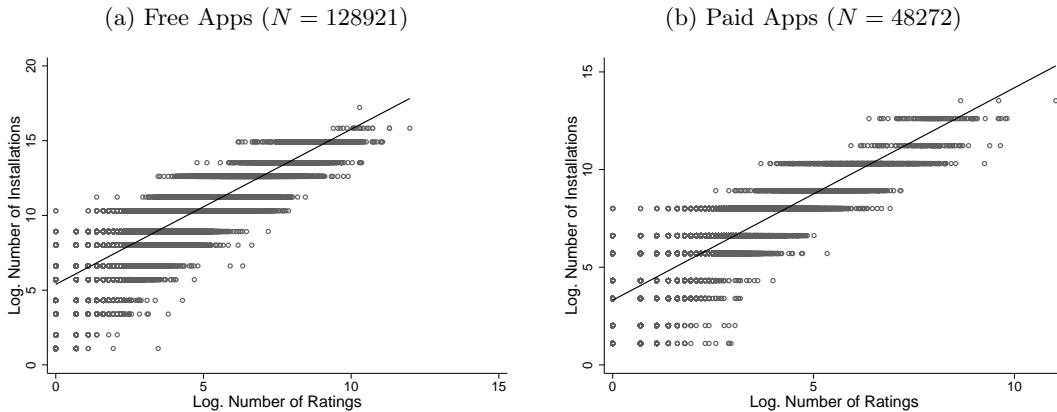 (a) Free Apps (N = 128921)
Log. Number of Installations
20
15
10
5
0
0 5 10 15
Log. Number of Ratings
(b) Paid Apps (N = 48272)
Log. Number of Installations
15
10
5
0
0 5 10
Log. Number of Ratings